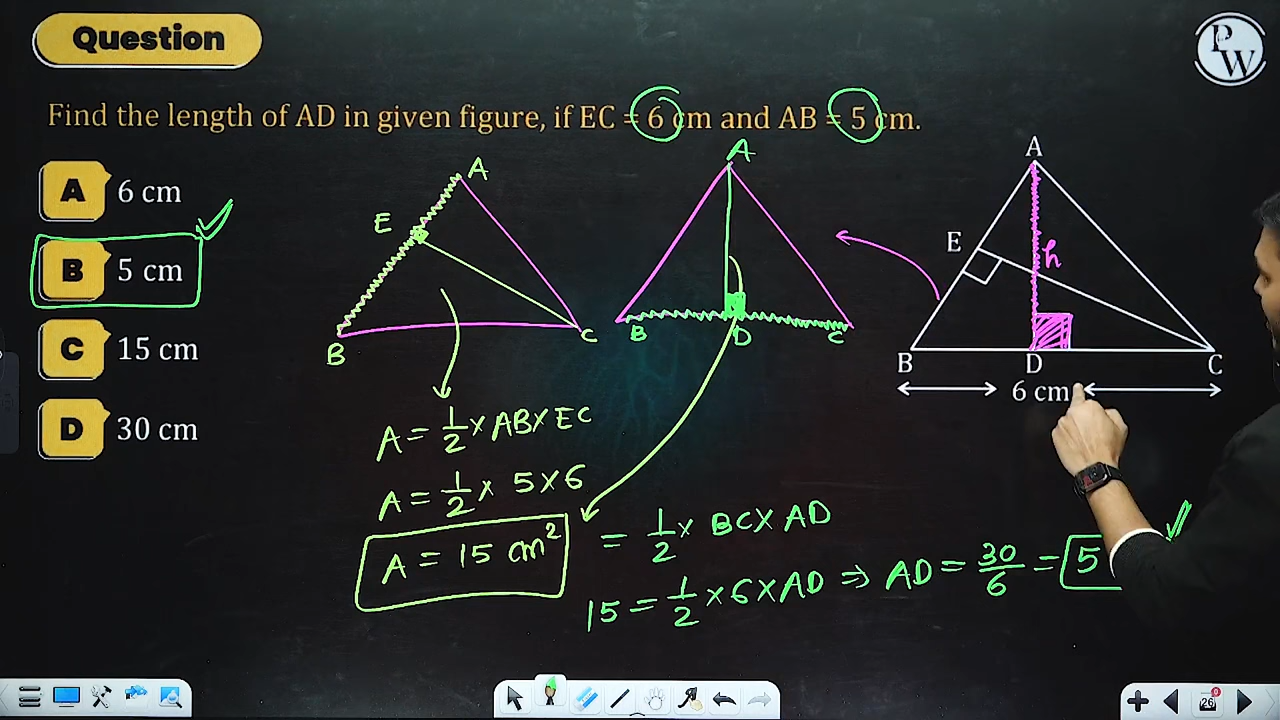 Question
PW
Find the length of AD in given figure, if EC = 6 cm and AB = 5 cm.
A 6 cm
B 5 cm
C 15 cm
D 30 cm
A
E
B
C
A
B
D
C
A
E
h
B
D
C
6 cm
A = 1/2 × AB × EC
A = 1/2 × 5 × 6
A = 15 cm²
= 1/2 × BC × AD
15 = 1/2 × 6 × AD ⇒ AD = 30/6 = 5
26